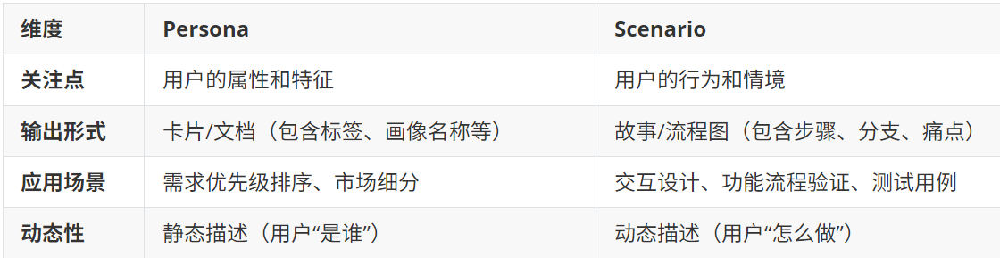 维度 Persona Scenario
关注点 用户的属性和特征 用户的行为和情境
输出形式 卡片/文档（包含标签、画像名称等） 故事/流程图（包含步骤、分支、痛点）
应用场景 需求优先级排序、市场细分 交互设计、功能流程验证、测试用例
动态性 静态描述（用户“是谁”） 动态描述（用户“怎么做”）